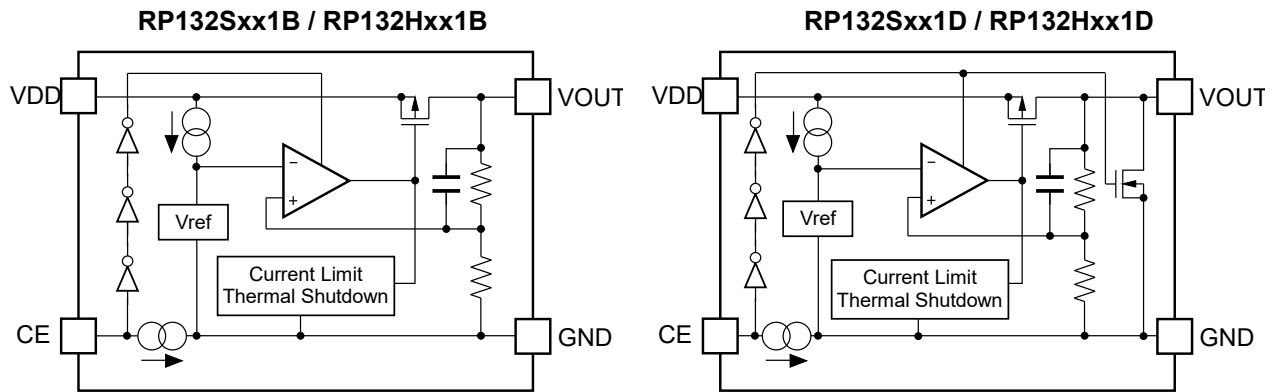 RP132Sxx1B / RP132Hxx1B
VDD
VOUT
−
+
Vref
Current Limit
Thermal Shutdown
CE
GND
RP132Sxx1D / RP132Hxx1D
VDD
VOUT
−
+
Vref
Current Limit
Thermal Shutdown
CE
GND